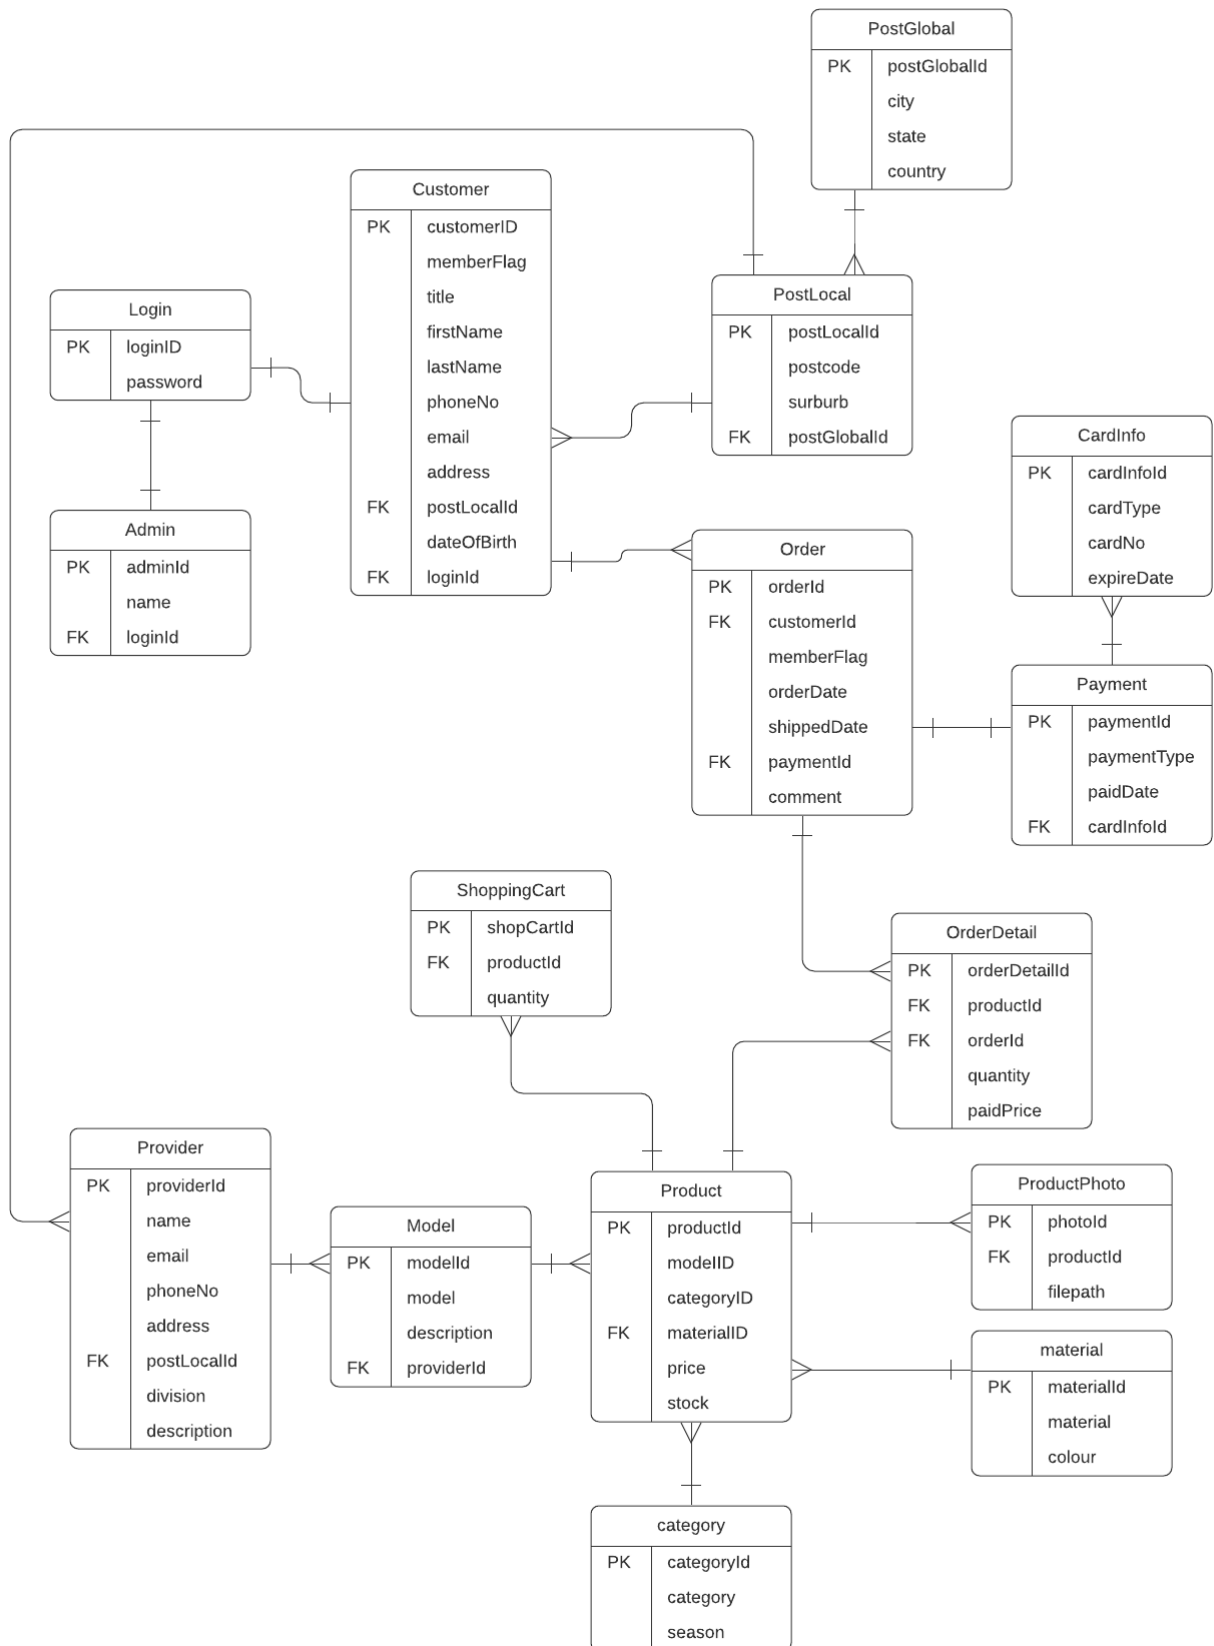 PostGlobal
PK postGlobalId
city
state
country
Customer
PK customerID
memberFlag
title
firstName
lastName
phoneNo
email
address
FK postLocalId
dateOfBirth
FK loginId
Login
PK loginID
password
PostLocal
PK postLocalId
postcode
surburb
FK postGlobalId
Admin
PK adminId
name
FK loginId
CardInfo
PK cardInfoId
cardType
cardNo
expireDate
Order
PK orderId
FK customerId
memberFlag
orderDate
shippedDate
FK paymentId
comment
Payment
PK paymentId
paymentType
paidDate
FK cardInfoId
ShoppingCart
PK shopCartId
FK productId
quantity
OrderDetail
PK orderDetailId
FK productId
FK orderId
quantity
paidPrice
Provider
PK providerId
name
email
phoneNo
address
FK postLocalId
division
description
Model
PK modelId
model
description
FK providerId
Product
PK productId
modelID
categoryID
FK materialID
price
stock
ProductPhoto
PK photoId
FK productId
filepath
material
PK materialId
material
colour
category
PK categoryId
category
season